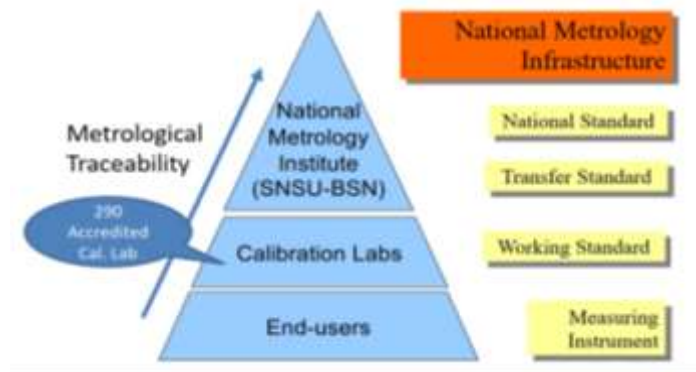 National Metrology
Infrastructure
National
Metrology
Institute
(SNSU-BSN)
Metrological
Traceability
290
Accredited
Cal. Lab
Calibration Labs
End-users
National Standard
Transfer Standard
Working Standard
Measuring
Instrument